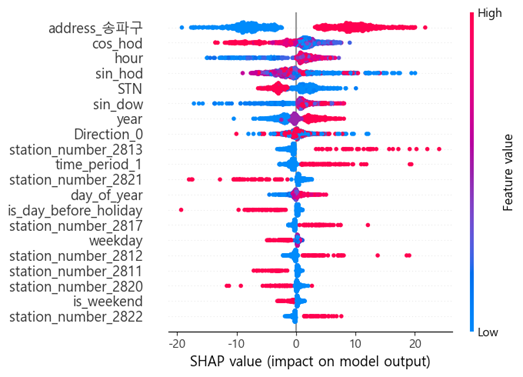 address_송파구
cos_hod
hour
sin_hod
STN
sin_dow
year
Direction_0
station_number_2813
time_period_1
station_number_2821
day_of_year
is_day_before_holiday
station_number_2817
weekday
station_number_2812
station_number_2811
station_number_2820
is_weekend
station_number_2822
-20 -10 0 10 20
SHAP value (impact on model output)
High
Feature value
Low